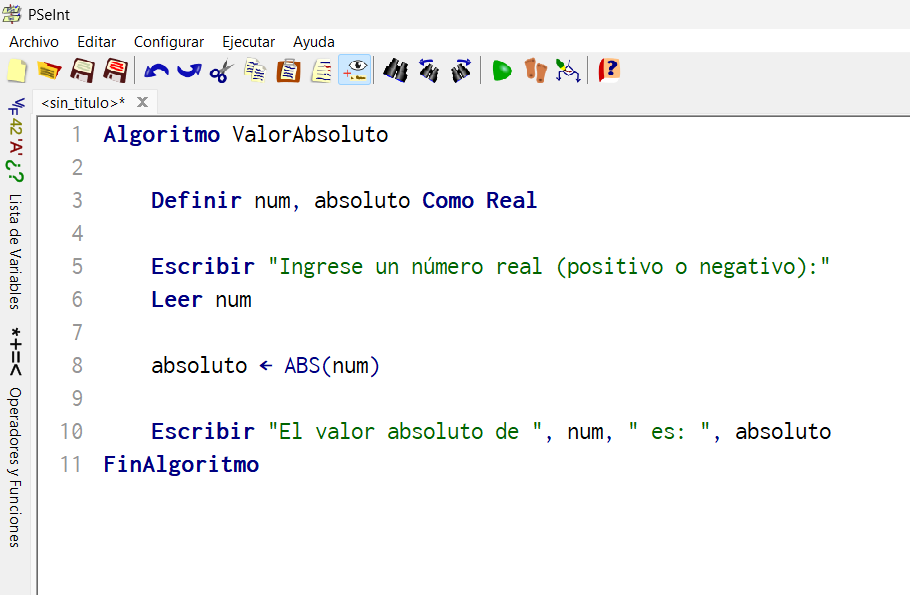 PSeInt
Archivo Editar Configurar Ejecutar Ayuda
<sin_titulo>* X
1 Algoritmo ValorAbsoluto
2
3 Definir num, absoluto Como Real
4
5 Escribir "Ingrese un número real (positivo o negativo):"
6 Leer num
7
8 absoluto ← ABS(num)
9
10 Escribir "El valor absoluto de ", num, " es: ", absoluto
11 FinAlgoritmo
VF 42 'A' ¿? Lista de Variables
*+=< Operadores y Funciones